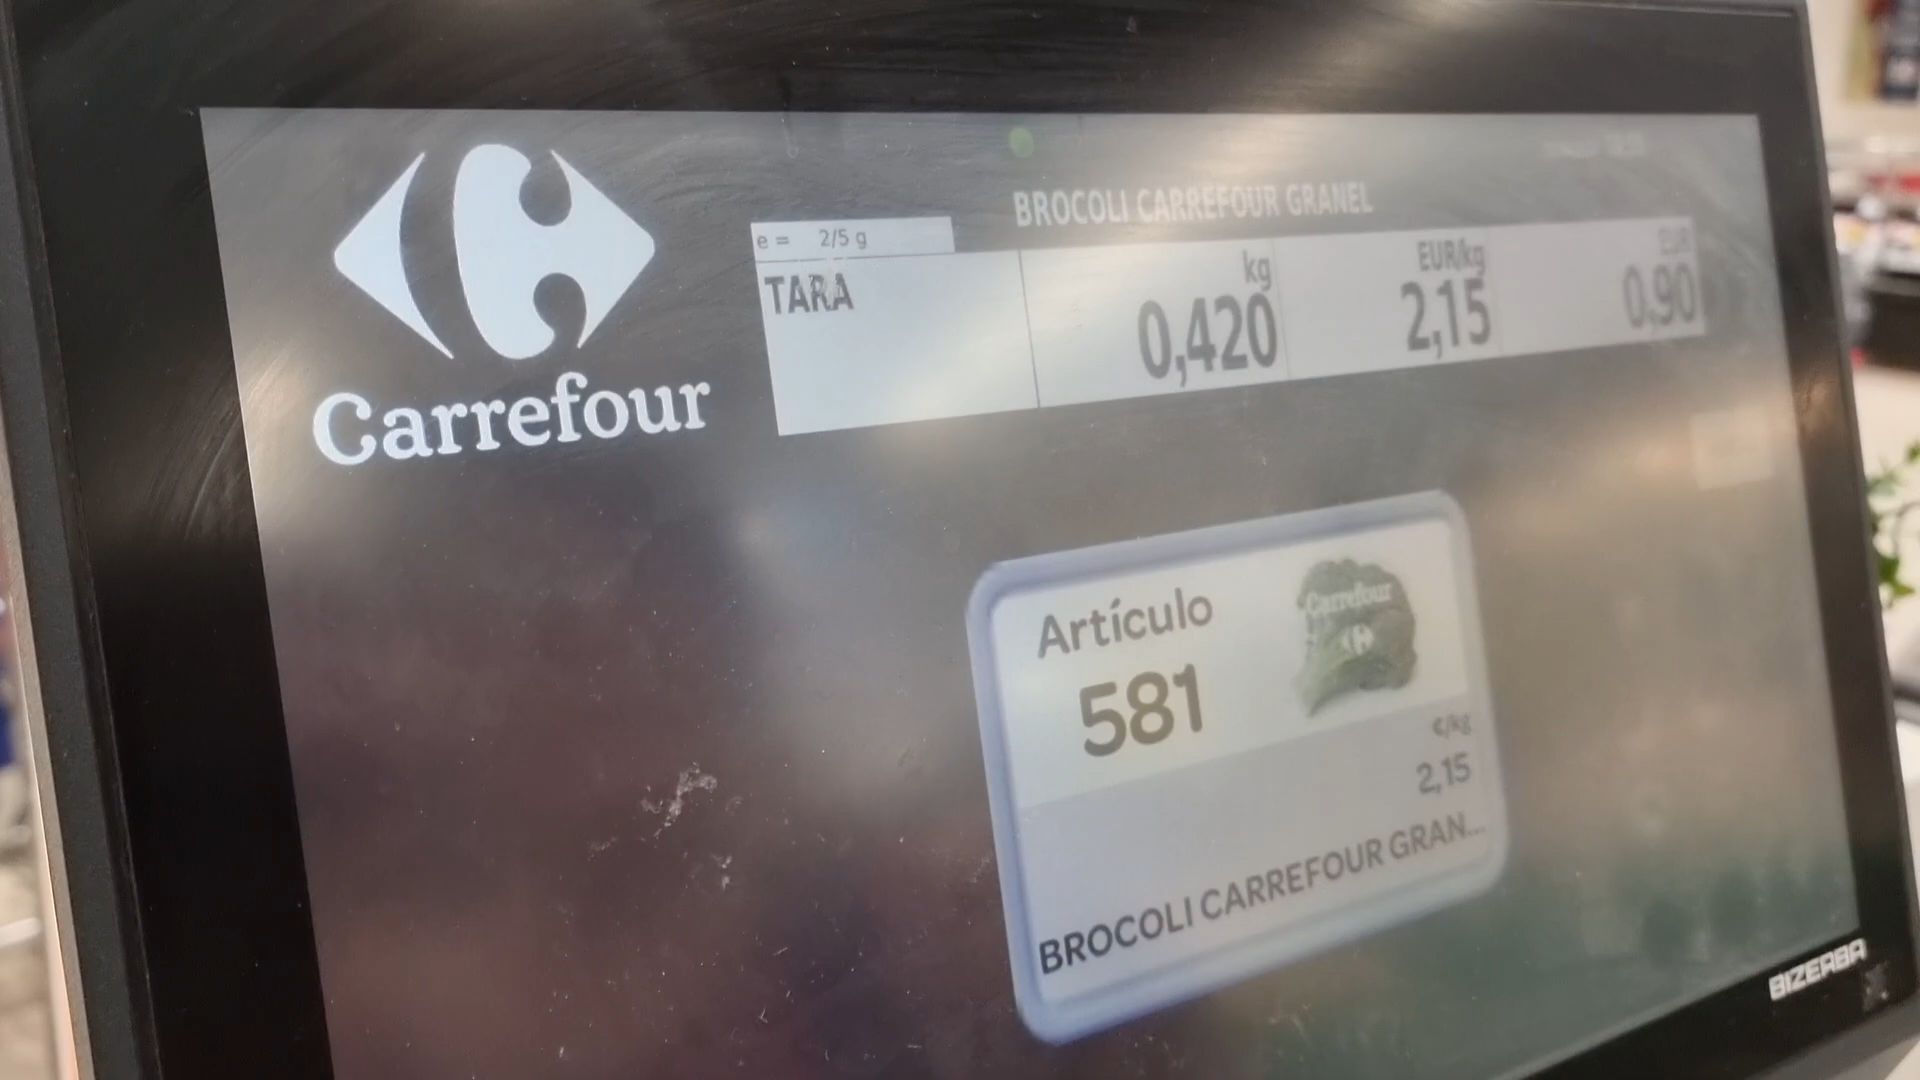 Carrefour
BROCOLI CARREFOUR GRANEL
e = 2/5 g
TARA
kg
0,420
EUR/kg
2,15
EUR
0,90
Artículo
581
Carrefour
€/kg
2,15
BROCOLI CARREFOUR GRAN...
BIZERBA